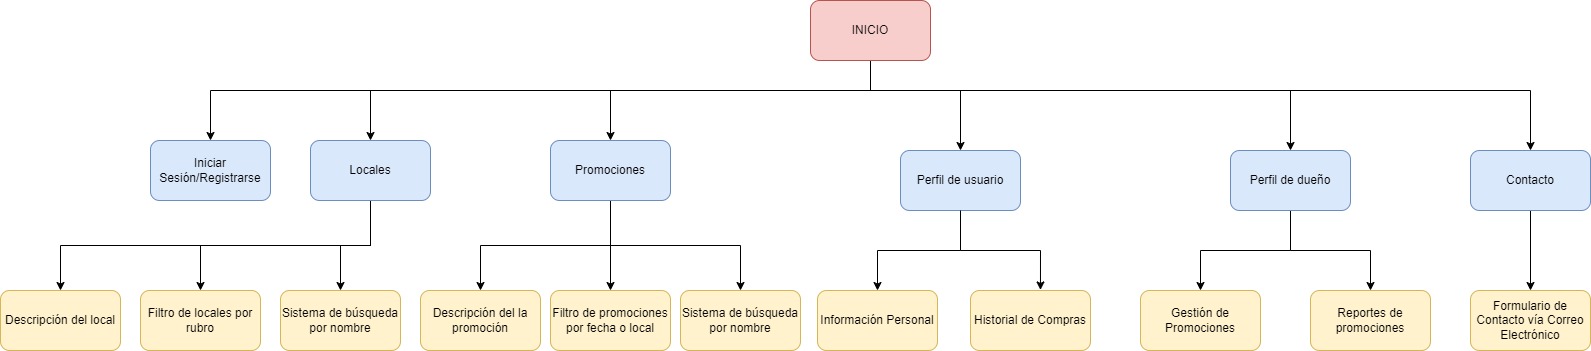 INICIO
Iniciar
Sesión/Registrarse
Locales
Promociones
Perfil de usuario
Perfil de dueño
Contacto
Descripción del local
Filtro de locales por
rubro
Sistema de búsqueda
por nombre
Descripción del la
promoción
Filtro de promociones
por fecha o local
Sistema de búsqueda
por nombre
Información Personal
Historial de Compras
Gestión de
Promociones
Reportes de
promociones
Formulario de
Contacto vía Correo
Electrónico